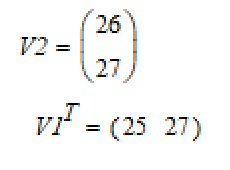 V2 = (26
27)
V1^T = (25 27)